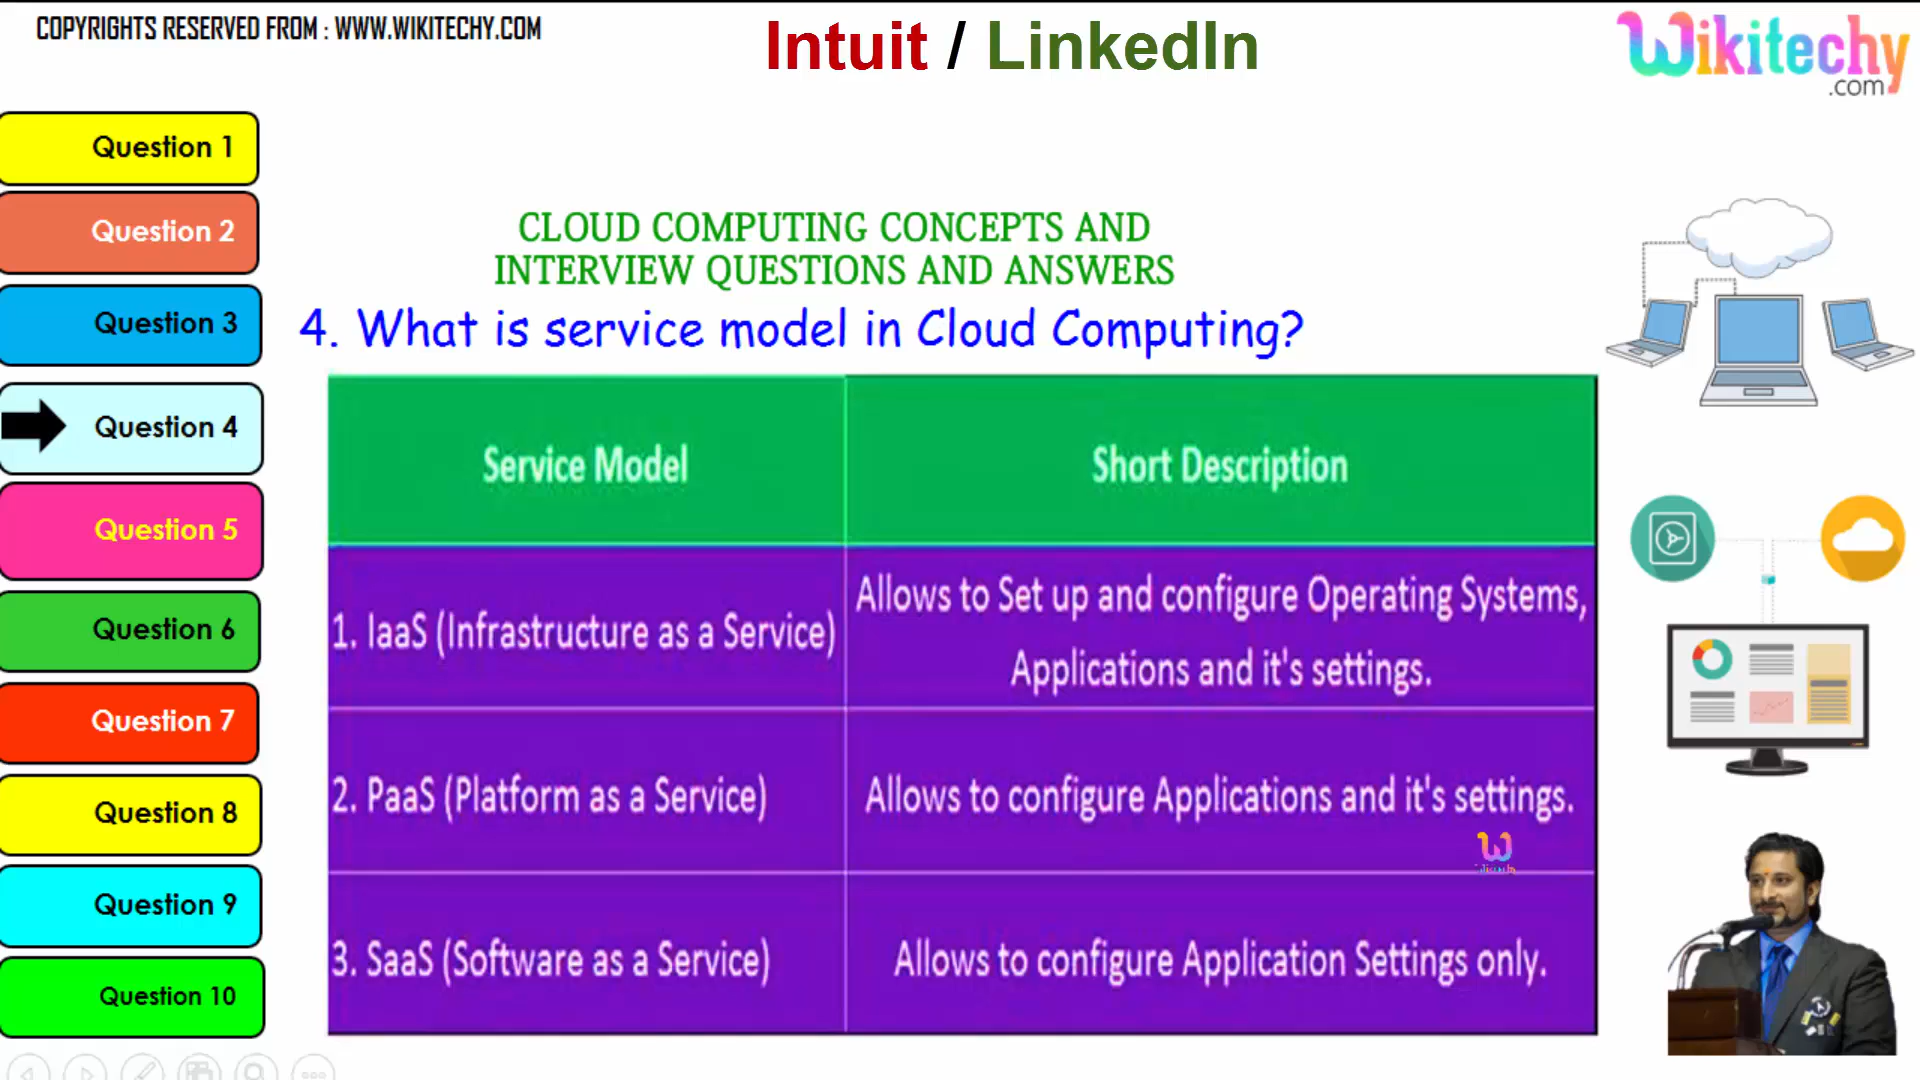 COPYRIGHTS RESERVED FROM : WWW.WIKITECHY.COM
Intuit / LinkedIn
Wikitechy
.com
Question 1
Question 2
Question 3
Question 4
Question 5
Question 6
Question 7
Question 8
Question 9
Question 10
CLOUD COMPUTING CONCEPTS AND
INTERVIEW QUESTIONS AND ANSWERS
4. What is service model in Cloud Computing?
Service Model
Short Description
1. IaaS (Infrastructure as a Service)
Allows to Set up and configure Operating Systems,
Applications and it's settings.
2. PaaS (Platform as a Service)
Allows to configure Applications and it's settings.
3. SaaS (Software as a Service)
Allows to configure Application Settings only.